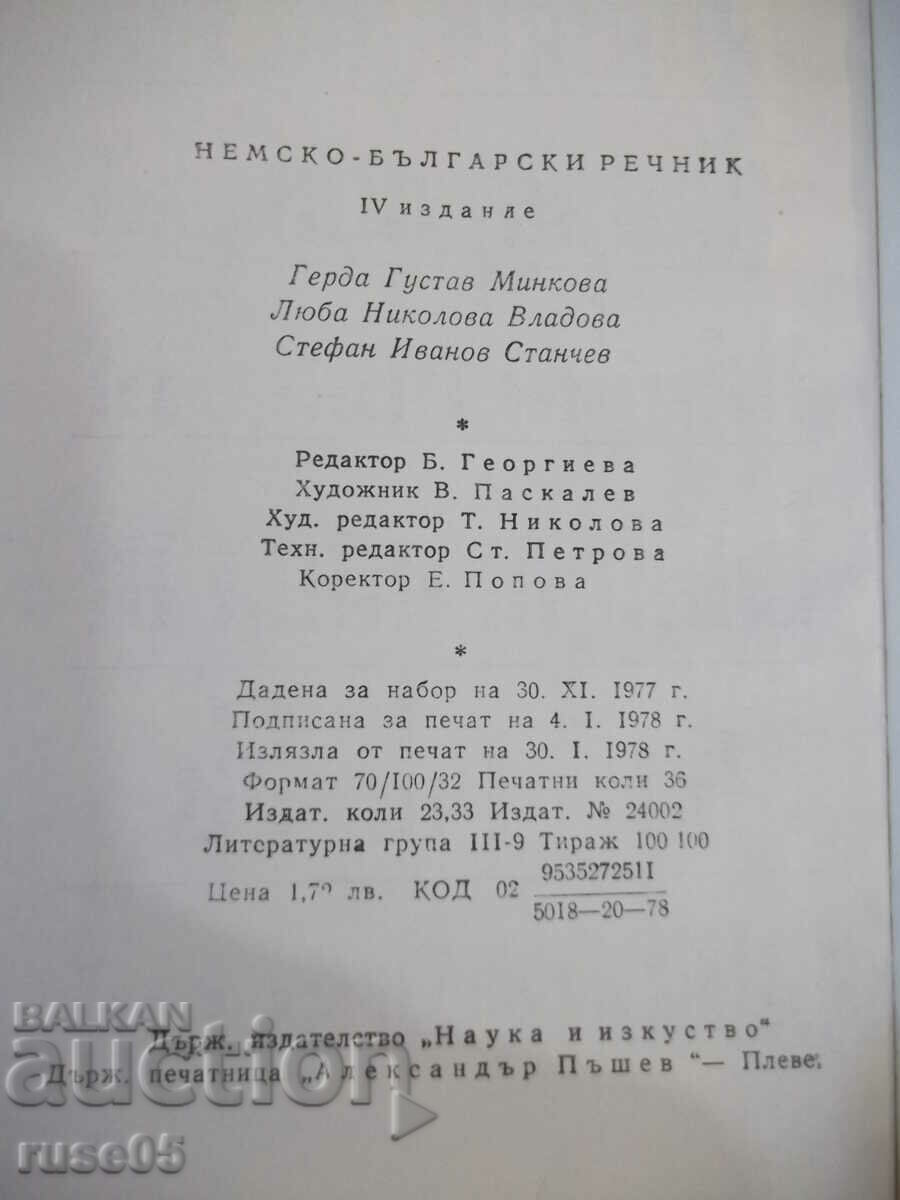 НЕМСКО-БЪЛГАРСКИ РЕЧНИК
IV издание
Герда Густав Минкова
Люба Николова Владова
Стефан Иванов Станчев
*
Редактор Б. Георгиева
Художник В. Паскалев
Худ. редактор Т. Николова
Техн. редактор Ст. Петрова
Коректор Е. Попова
*
Дадена за набор на 30. XI. 1977 г.
Подписана за печат на 4. I. 1978 г.
Излязла от печат на 30. I. 1978 г.
Формат 70/100/32 Печатни коли 36
Издат. коли 23,33 Издат. № 24002
Литературна група III-9 Тираж 100 100
Цена лв. КОД 02 9535272511
5018—20—78
Държ. издателство „Наука и изкуство“
Държ. печатница „Александър Пъшев“ — Плеве
BALKAN
auction
ruse05